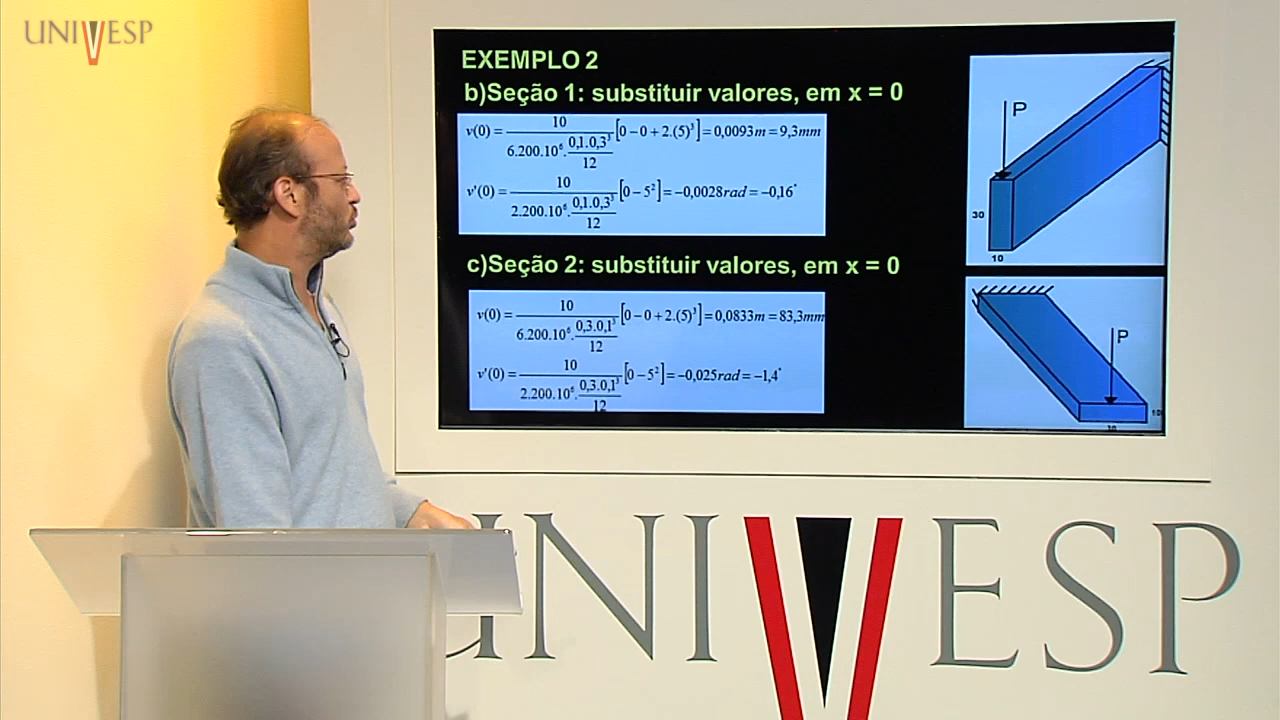 UNIVESP
EXEMPLO 2
b)Seção 1: substituir valores, em x = 0
v(0) = 10 / (6.200.10⁶. 0,1.0,3³/12) [0 − 0 + 2.(5)³] = 0,0093m = 9,3mm
v'(0) = 10 / (2.200.10⁶. 0,1.0,3³/12) [0 − 5²] = −0,0028rad = −0,16°
c)Seção 2: substituir valores, em x = 0
v(0) = 10 / (6.200.10⁶. 0,3.0,1³/12) [0 − 0 + 2.(5)³] = 0,0833m = 83,3mm
v'(0) = 10 / (2.200.10⁶. 0,3.0,1³/12) [0 − 5²] = −0,025rad = −1,4°
P
30
10
P
10
30
UNIVESP